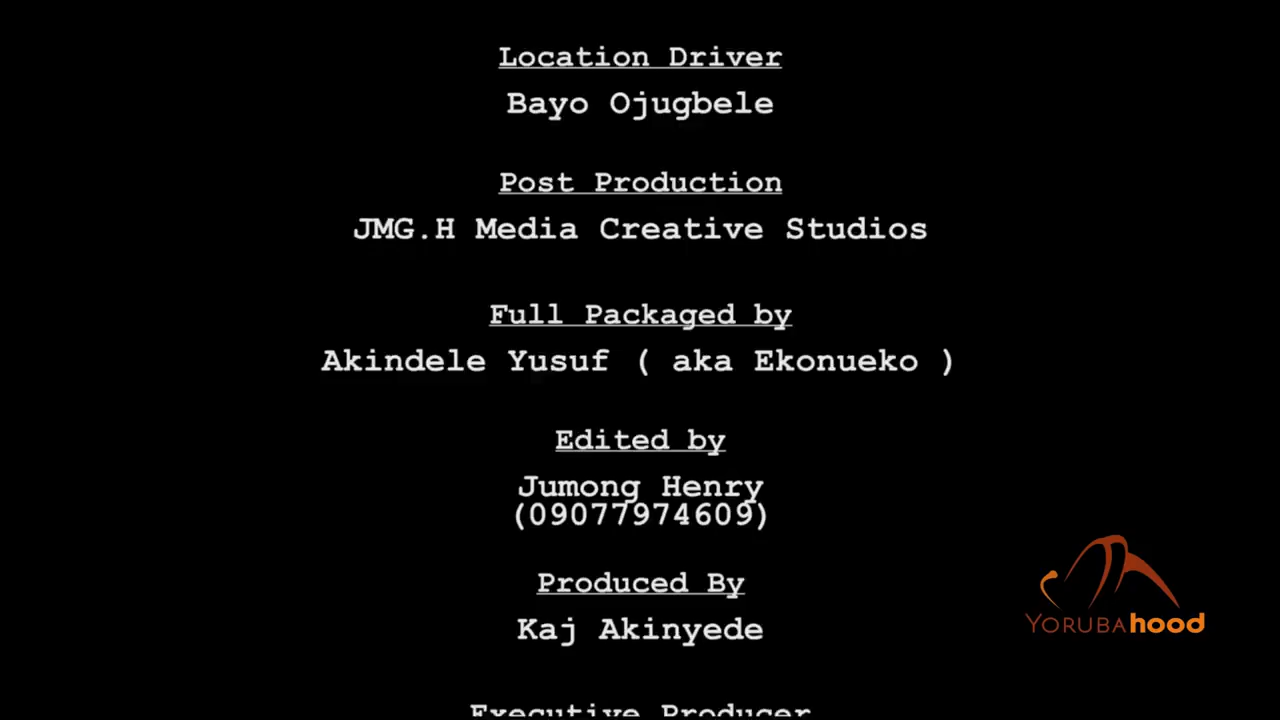 Location Driver
Bayo Ojugbele
Post Production
JMG.H Media Creative Studios
Full Packaged by
Akindele Yusuf ( aka Ekonueko )
Edited by
Jumong Henry
(09077974609)
Produced By
Kaj Akinyede
YORUBAhood
Executive Producer